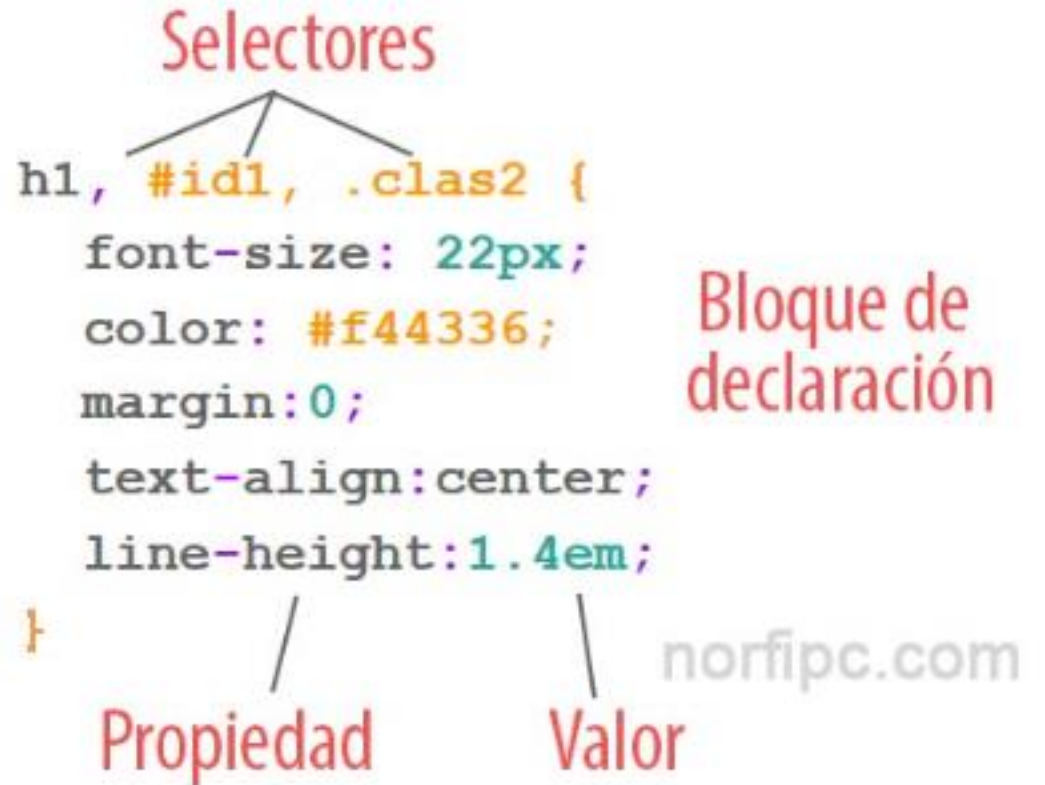 Selectores
h1, #id1, .clas2 {
font-size: 22px;
color: #f44336;
margin:0;
text-align:center;
line-height:1.4em;
}
Bloque de
declaración
norfipc.com
Propiedad
Valor